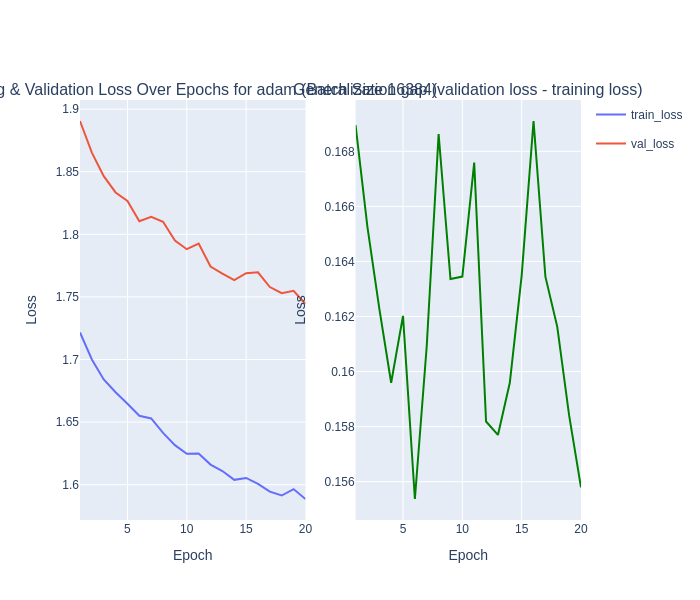 g & Validation Loss Over Epochs for adam (Batch Size 16384)
Generalization gap (validation loss - training loss)
1.9
1.85
1.8
1.75
1.7
1.65
1.6
Loss
5
10
15
20
Epoch
0.168
0.166
0.164
0.162
0.16
0.158
0.156
Loss
5
10
15
20
Epoch
train_loss
val_loss